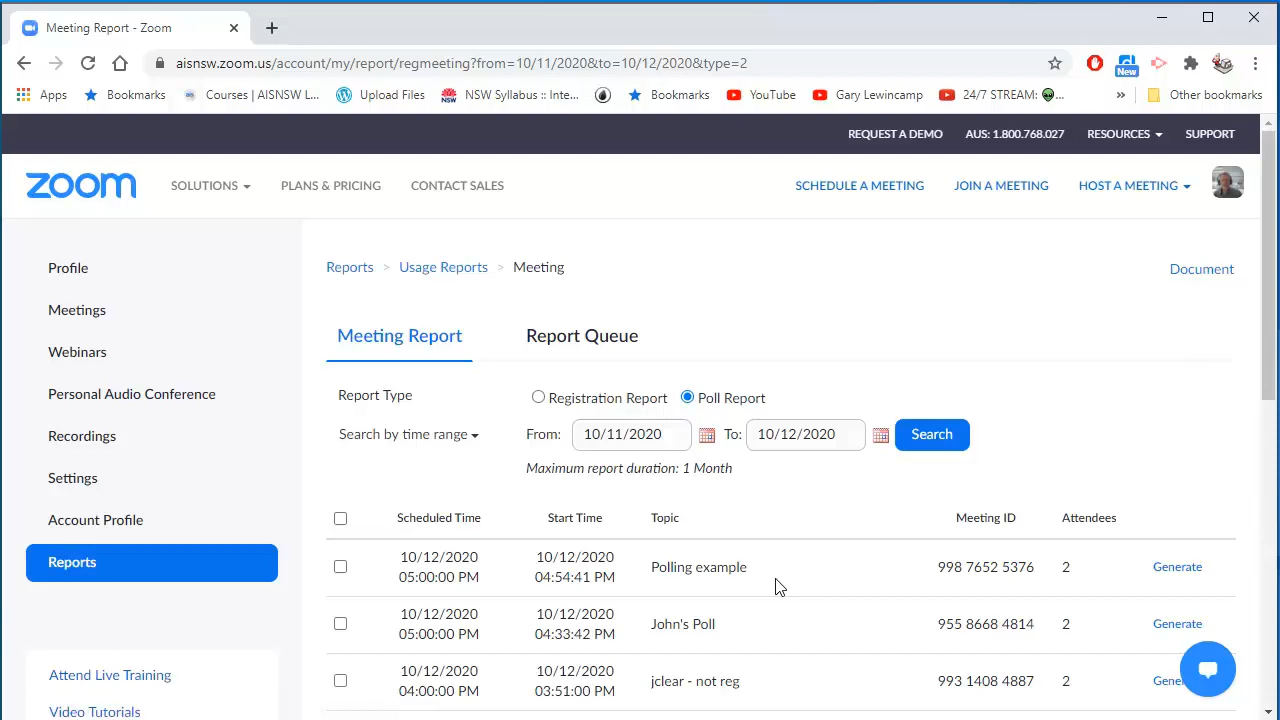 Meeting Report - Zoom
aisnsw.zoom.us/account/my/report/regmeeting?from=10/11/2020&to=10/12/2020&type=2
New
Apps Bookmarks Courses | AISNSW L... Upload Files NSW NSW Syllabus :: Inte... Bookmarks YouTube Gary Lewincamp 24/7 STREAM: 👽... » Other bookmarks
REQUEST A DEMO AUS: 1.800.768.027 RESOURCES SUPPORT
zoom SOLUTIONS PLANS & PRICING CONTACT SALES SCHEDULE A MEETING JOIN A MEETING HOST A MEETING
Profile
Meetings
Webinars
Personal Audio Conference
Recordings
Settings
Account Profile
Reports
Attend Live Training
Video Tutorials
Reports > Usage Reports > Meeting Document
Meeting Report Report Queue
Report Type Registration Report Poll Report
Search by time range From: 10/11/2020 To: 10/12/2020 Search
Maximum report duration: 1 Month
Scheduled Time Start Time Topic Meeting ID Attendees
10/12/2020 05:00:00 PM 10/12/2020 04:54:41 PM Polling example 998 7652 5376 2 Generate
10/12/2020 05:00:00 PM 10/12/2020 04:33:42 PM John's Poll 955 8668 4814 2 Generate
10/12/2020 04:00:00 PM 10/12/2020 03:51:00 PM jclear - not reg 993 1408 4887 2 Gene